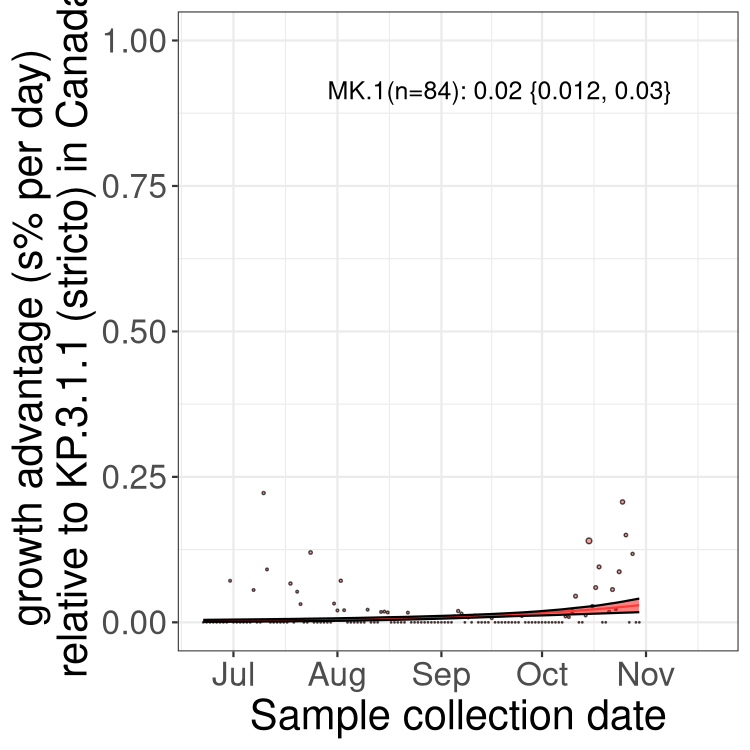 growth advantage (s% per day)
relative to KP.3.1.1 (stricto) in Canada
1.00
0.75
0.50
0.25
0.00
MK.1(n=84): 0.02 {0.012, 0.03}
Jul Aug Sep Oct Nov
Sample collection date